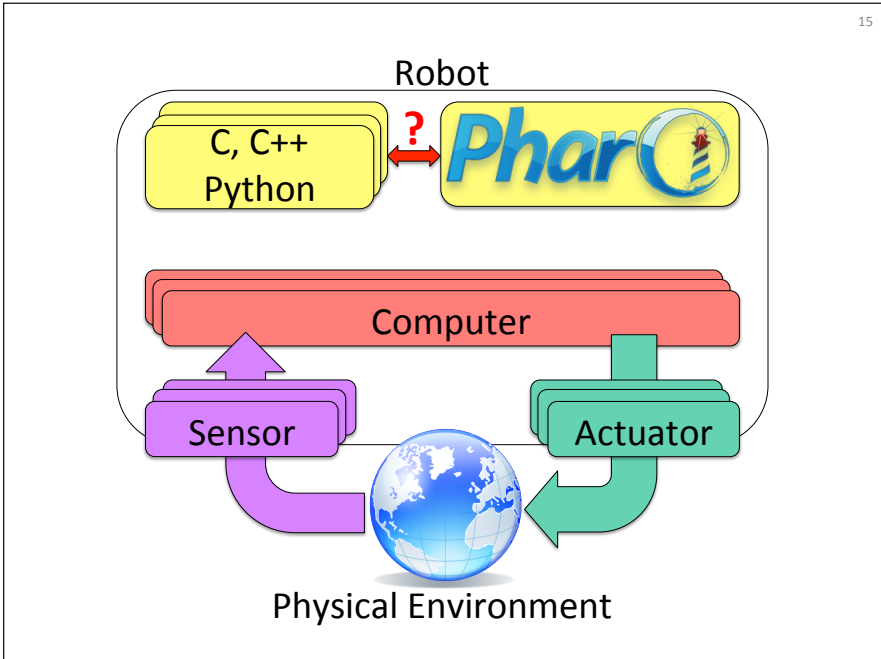 15
Robot
C, C++
Python
?
Pharo
Computer
Sensor
Actuator
Physical Environment